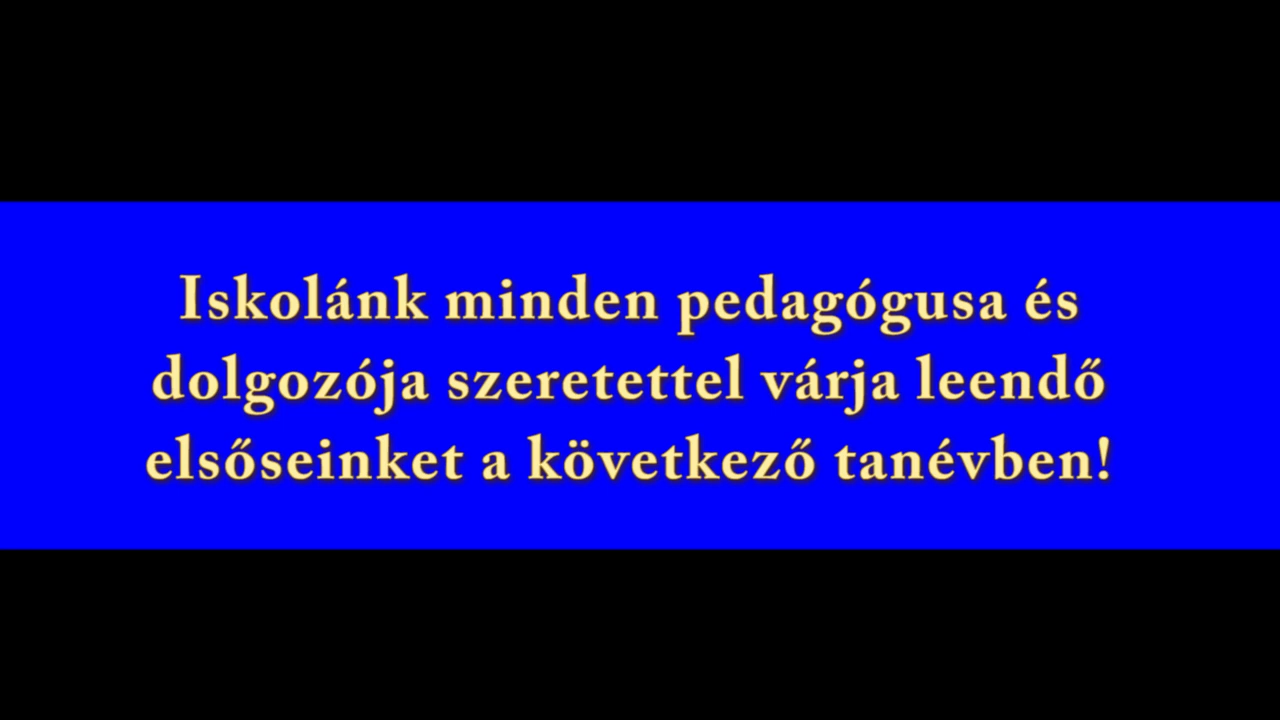 Iskolánk minden pedagógusa és
dolgozója szeretettel várja leendő
elsőseinket a következő tanévben!